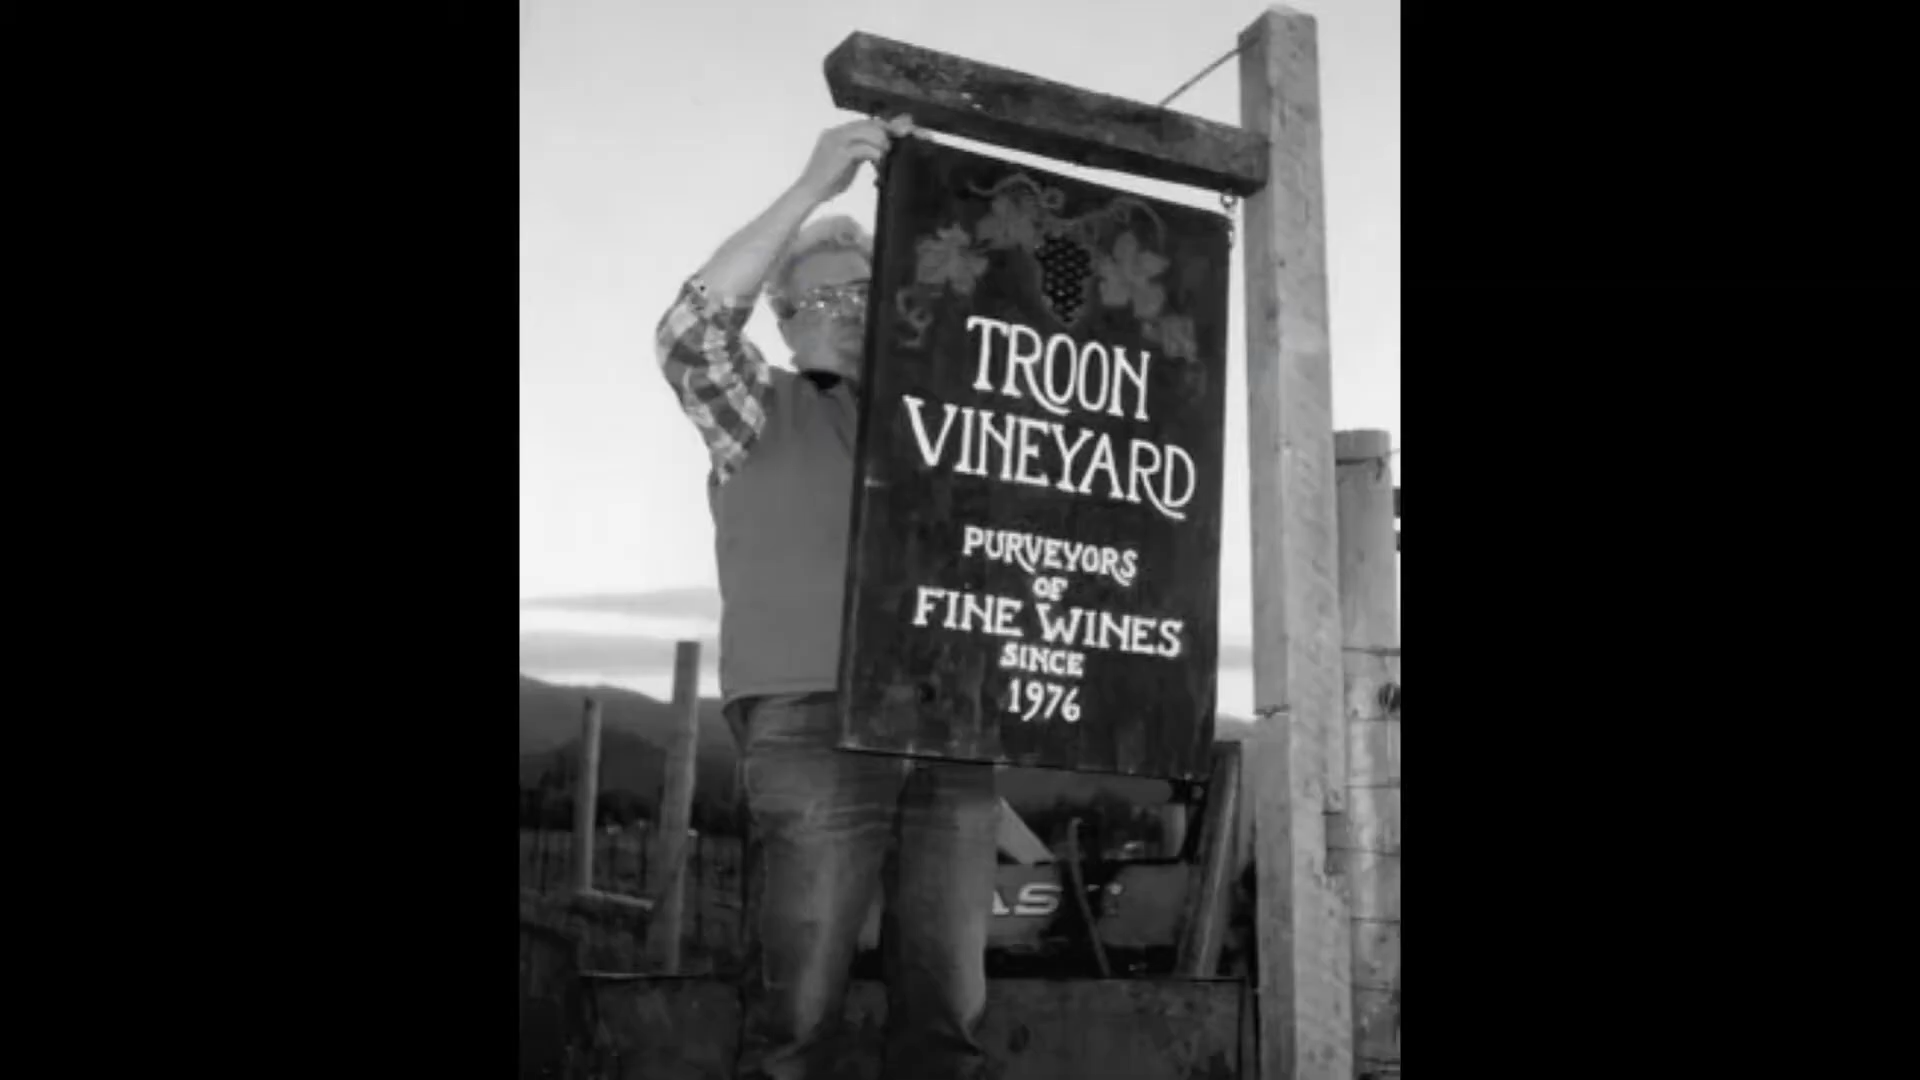 TROON
VINEYARD
PURVEYORS
OF
FINE WINES
SINCE
1976